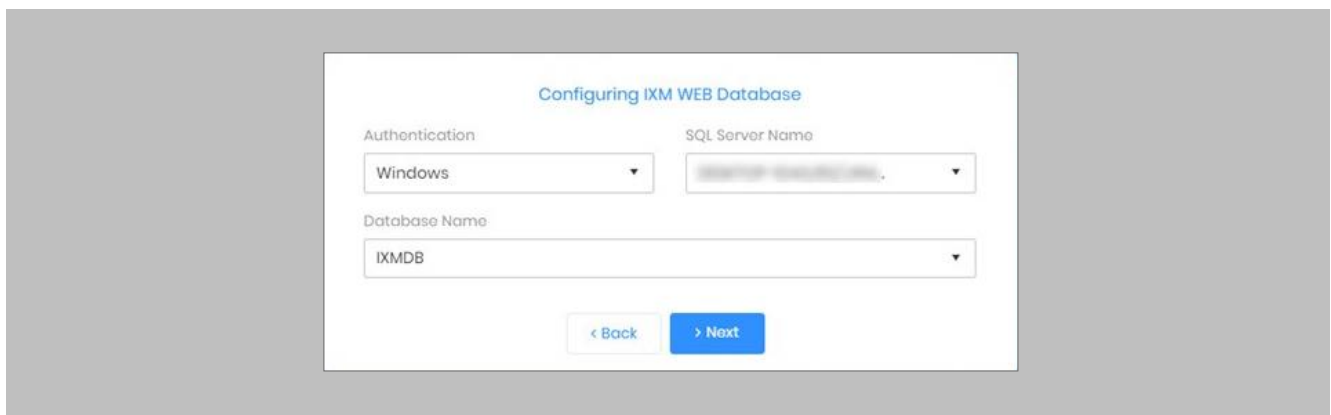 Configuring IXM WEB Database
Authentication
SQL Server Name
Windows
Database Name
IXMDB
< Back
> Next